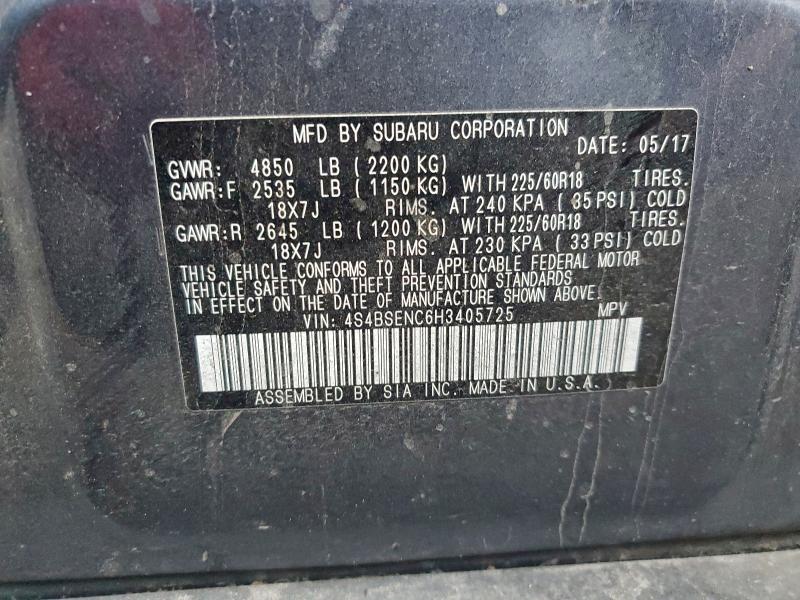 MFD BY SUBARU CORPORATION
DATE: 05/17
GVWR: 4850 LB (2200 KG)
GAWR:F 2535 LB (1150 KG) WITH 225/60R18 TIRES.
18X7J RIMS. AT 240 KPA (35 PSI) COLD
GAWR:R 2645 LB (1200 KG) WITH 225/60R18 TIRES.
18X7J RIMS. AT 230 KPA (33 PSI) COLD
THIS VEHICLE CONFORMS TO ALL APPLICABLE FEDERAL MOTOR
VEHICLE SAFETY AND THEFT PREVENTION STANDARDS
IN EFFECT ON THE DATE OF MANUFACTURE SHOWN ABOVE.
VIN: 4S4BSENC6H3405725 MPV
ASSEMBLED BY SIA INC. MADE IN U.S.A.